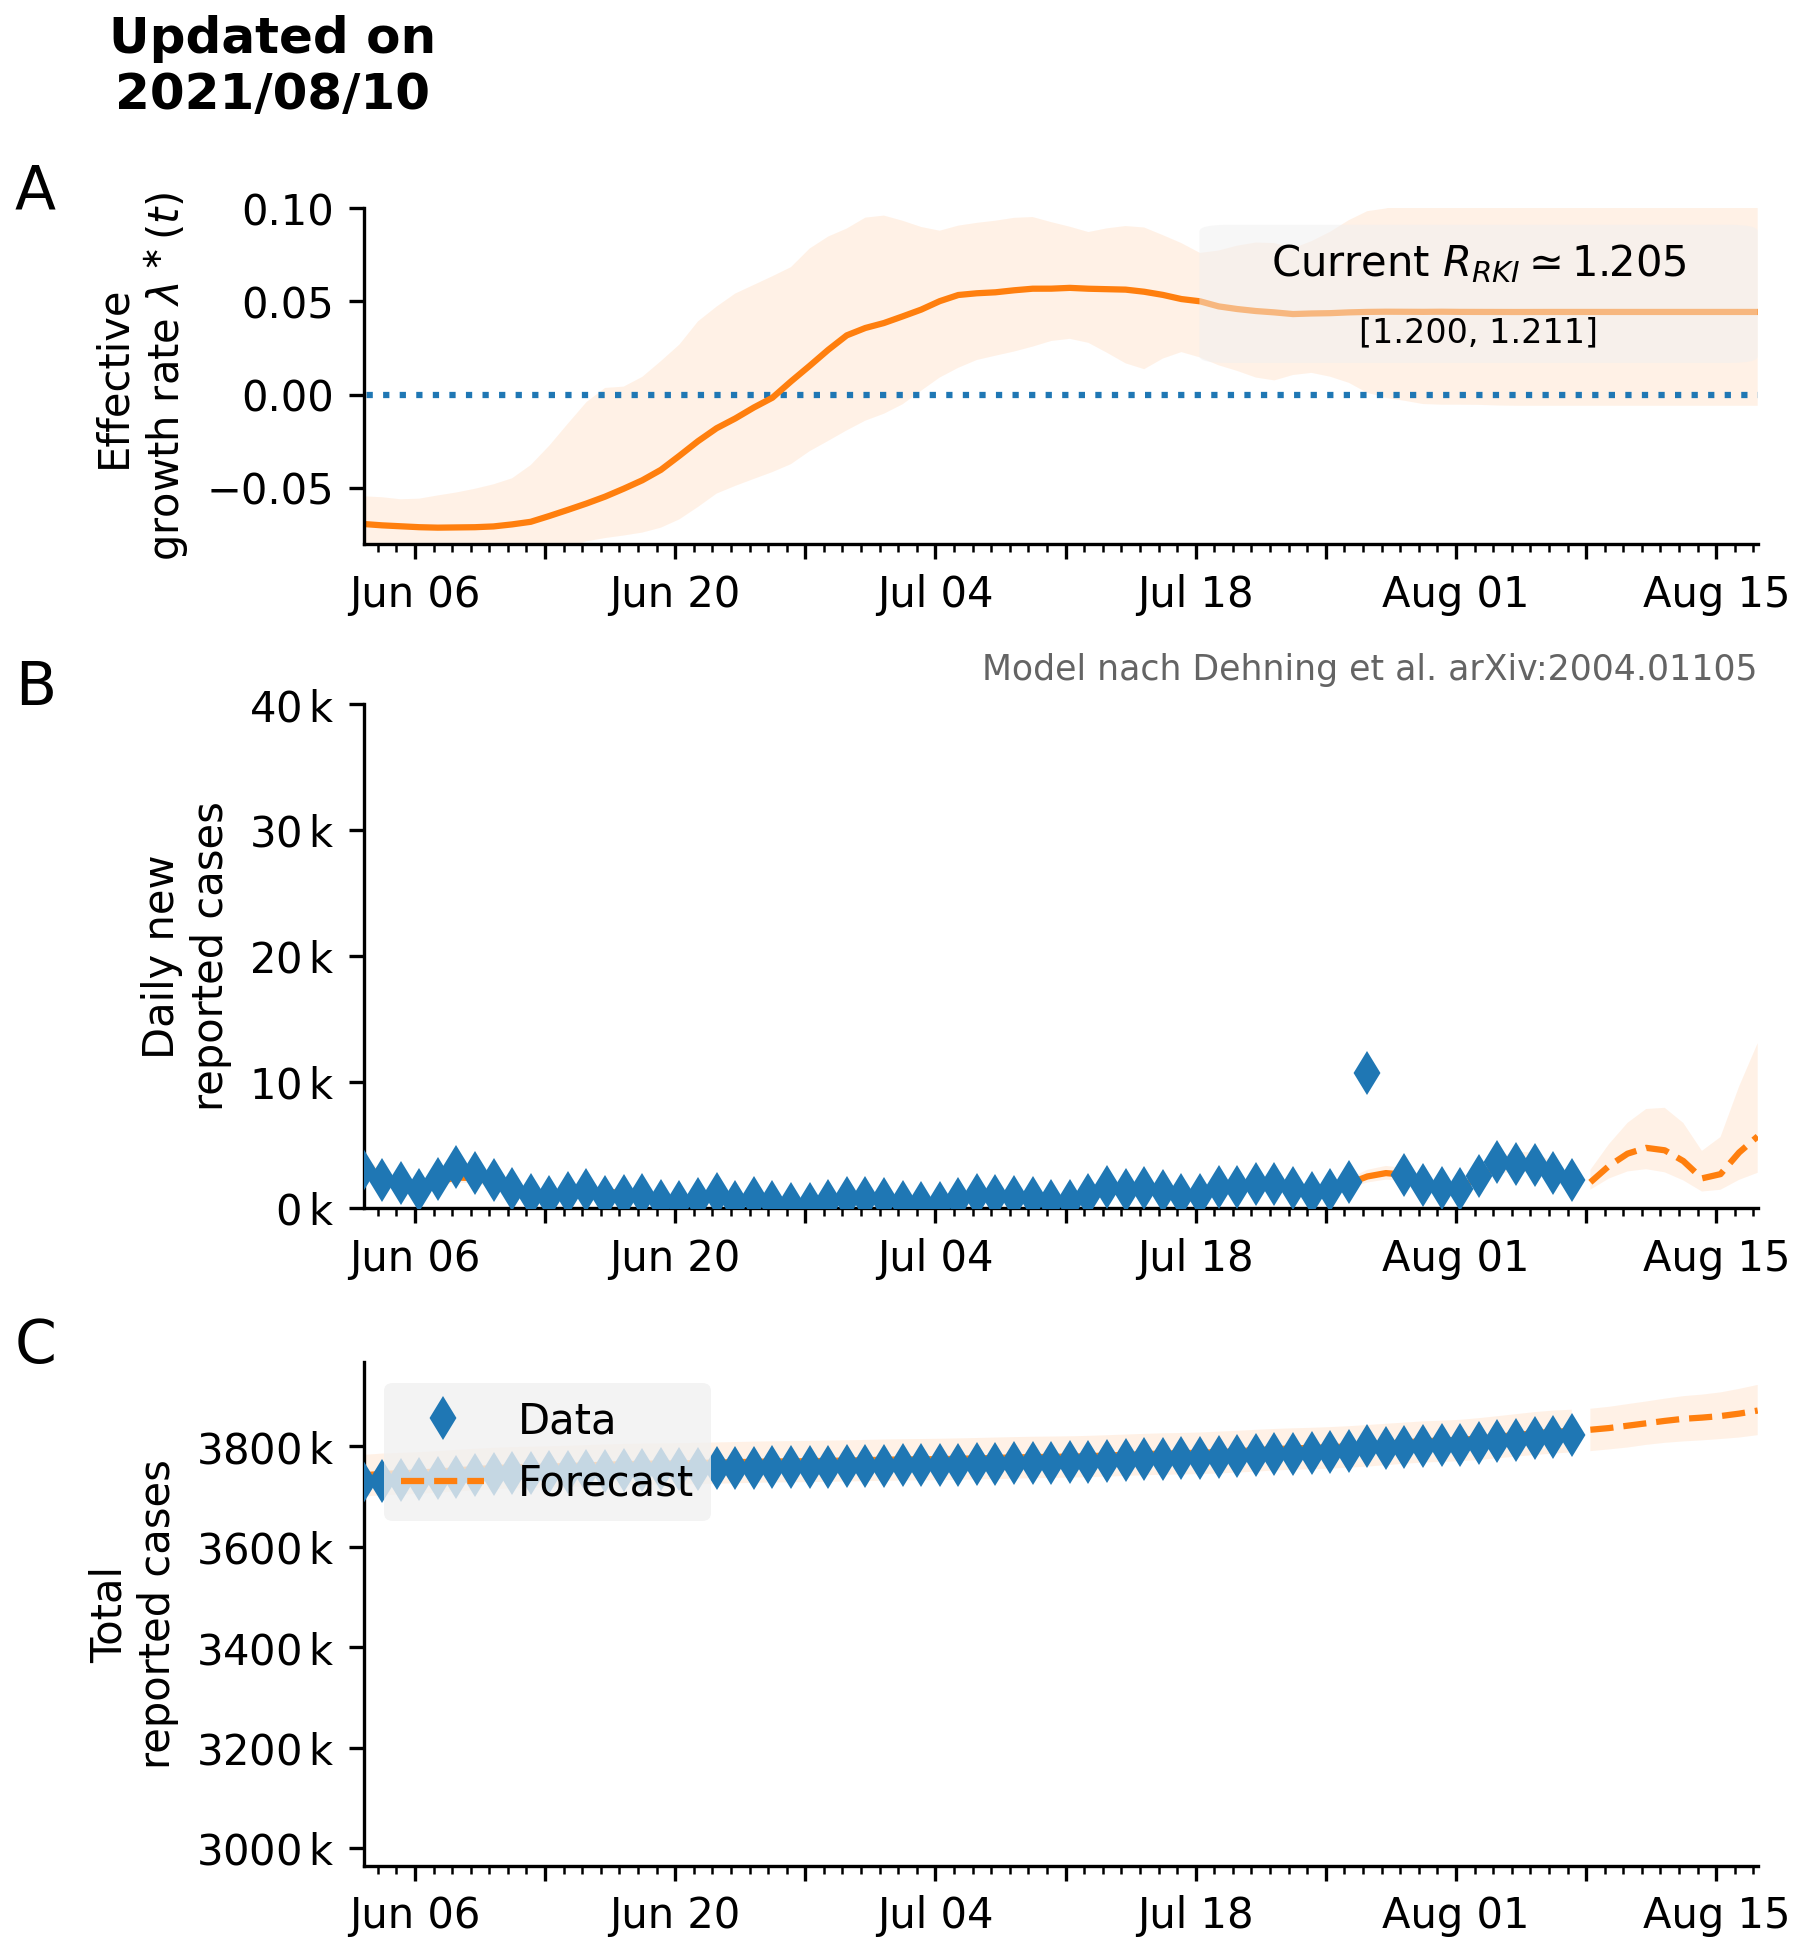 Updated on
2021/08/10
A
Effective
growth rate λ * (t)
0.10
0.05
0.00
−0.05
Current R_RKI ≃ 1.205
[1.200, 1.211]
Jun 06
Jun 20
Jul 04
Jul 18
Aug 01
Aug 15
Model nach Dehning et al. arXiv:2004.01105
B
Daily new
reported cases
40 k
30 k
20 k
10 k
0 k
Jun 06
Jun 20
Jul 04
Jul 18
Aug 01
Aug 15
C
Total
reported cases
3800 k
3600 k
3400 k
3200 k
3000 k
Data
Forecast
Jun 06
Jun 20
Jul 04
Jul 18
Aug 01
Aug 15